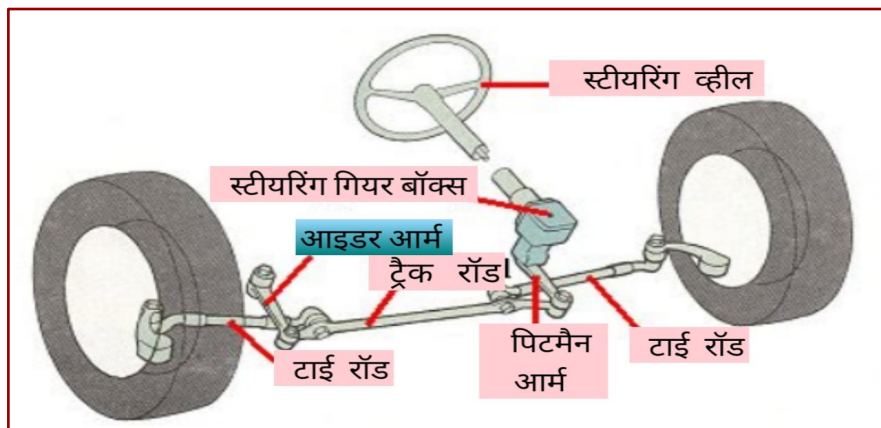 स्टीयरिंग व्हील
स्टीयरिंग गियर बॉक्स
आइडर आर्म
ट्रैक रॉड
पिटमैन
आर्म
टाई रॉड
टाई रॉड